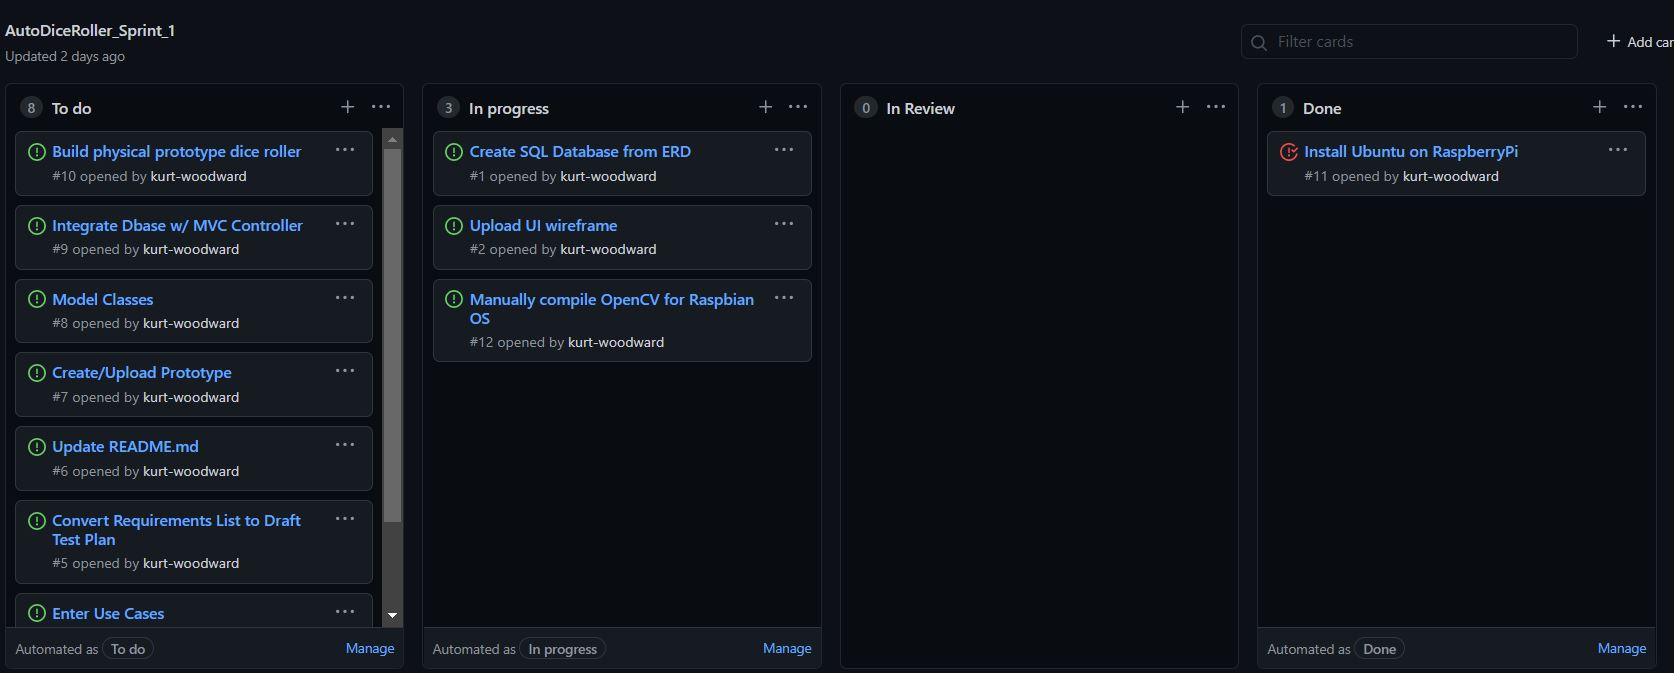 AutoDiceRoller_Sprint_1
Updated 2 days ago
Filter cards
Add car
8 To do
Build physical prototype dice roller
#10 opened by kurt-woodward
Integrate Dbase w/ MVC Controller
#9 opened by kurt-woodward
Model Classes
#8 opened by kurt-woodward
Create/Upload Prototype
#7 opened by kurt-woodward
Update README.md
#6 opened by kurt-woodward
Convert Requirements List to Draft
Test Plan
#5 opened by kurt-woodward
Enter Use Cases
Automated as To do Manage
3 In progress
Create SQL Database from ERD
#1 opened by kurt-woodward
Upload UI wireframe
#2 opened by kurt-woodward
Manually compile OpenCV for Raspbian
OS
#12 opened by kurt-woodward
Automated as In progress Manage
0 In Review
1 Done
Install Ubuntu on RaspberryPi
#11 opened by kurt-woodward
Automated as Done Manage